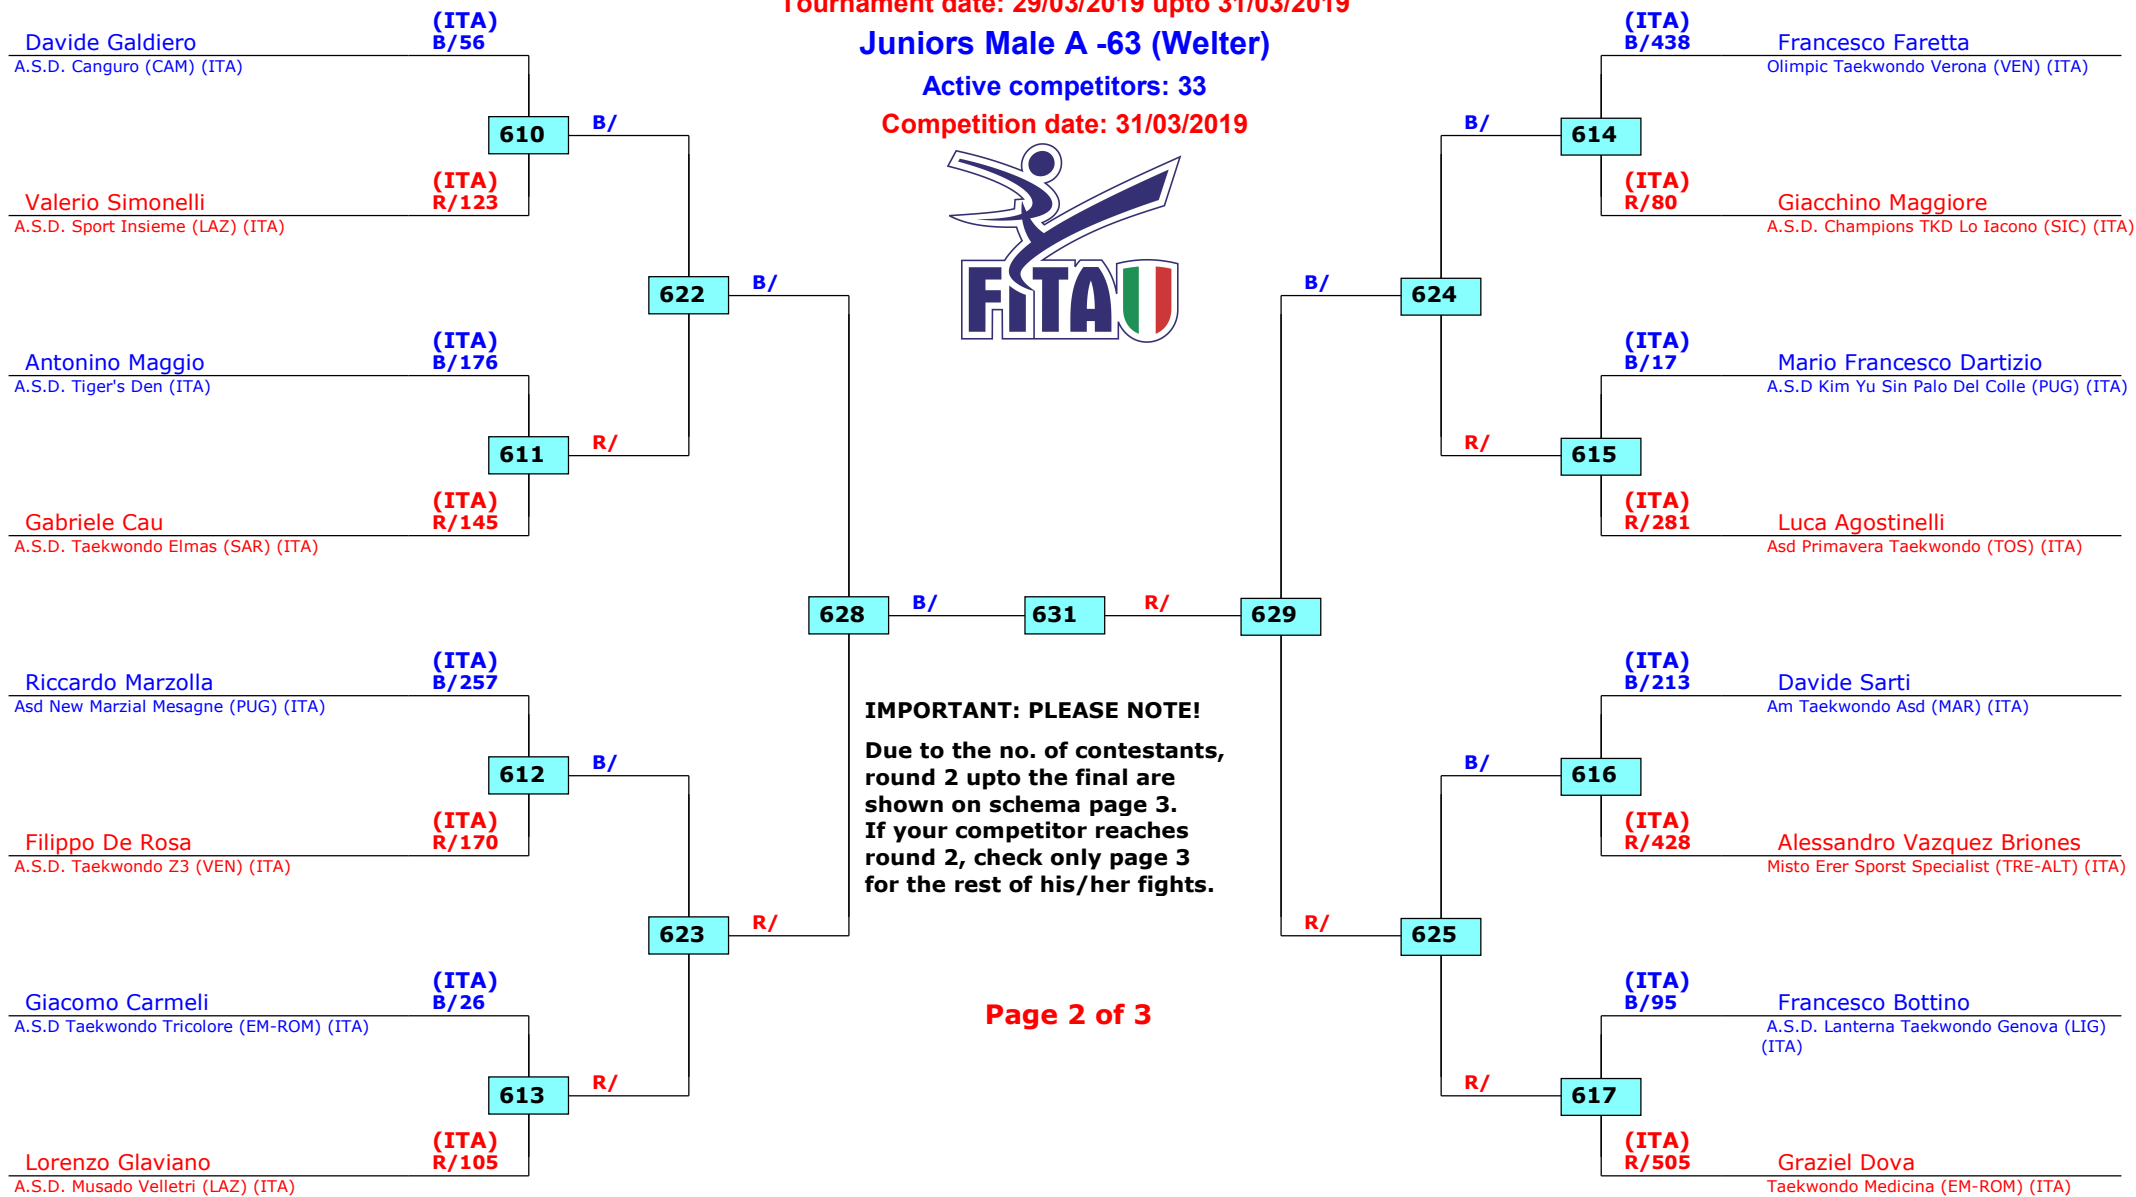 Tournament date: 29/03/2019 upto 31/03/2019
Juniors Male A -63 (Welter)
Active competitors: 33
Competition date: 31/03/2019
FITA
(ITA)
Davide Galdiero B/56
A.S.D. Canguro (CAM) (ITA)
610 B/
(ITA)
Valerio Simonelli R/123
A.S.D. Sport Insieme (LAZ) (ITA)
622 B/
(ITA)
Antonino Maggio B/176
A.S.D. Tiger's Den (ITA)
611 R/
(ITA)
Gabriele Cau R/145
A.S.D. Taekwondo Elmas (SAR) (ITA)
628 B/ 631 R/ 629
(ITA)
Riccardo Marzolla B/257
Asd New Marzial Mesagne (PUG) (ITA)
612 B/
(ITA)
Filippo De Rosa R/170
A.S.D. Taekwondo Z3 (VEN) (ITA)
623 R/
(ITA)
Giacomo Carmeli B/26
A.S.D Taekwondo Tricolore (EM-ROM) (ITA)
613 R/
(ITA)
Lorenzo Glaviano R/105
A.S.D. Musado Velletri (LAZ) (ITA)
IMPORTANT: PLEASE NOTE!
Due to the no. of contestants,
round 2 upto the final are
shown on schema page 3.
If your competitor reaches
round 2, check only page 3
for the rest of his/her fights.
Page 2 of 3
(ITA)
B/438 Francesco Faretta
Olimpic Taekwondo Verona (VEN) (ITA)
B/ 614
(ITA)
R/80 Giacchino Maggiore
A.S.D. Champions TKD Lo Iacono (SIC) (ITA)
B/ 624
(ITA)
B/17 Mario Francesco Dartizio
A.S.D Kim Yu Sin Palo Del Colle (PUG) (ITA)
R/ 615
(ITA)
R/281 Luca Agostinelli
Asd Primavera Taekwondo (TOS) (ITA)
(ITA)
B/213 Davide Sarti
Am Taekwondo Asd (MAR) (ITA)
B/ 616
(ITA)
R/428 Alessandro Vazquez Briones
Misto Erer Sporst Specialist (TRE-ALT) (ITA)
R/ 625
(ITA)
B/95 Francesco Bottino
A.S.D. Lanterna Taekwondo Genova (LIG)
(ITA)
R/ 617
(ITA)
R/505 Graziel Dova
Taekwondo Medicina (EM-ROM) (ITA)